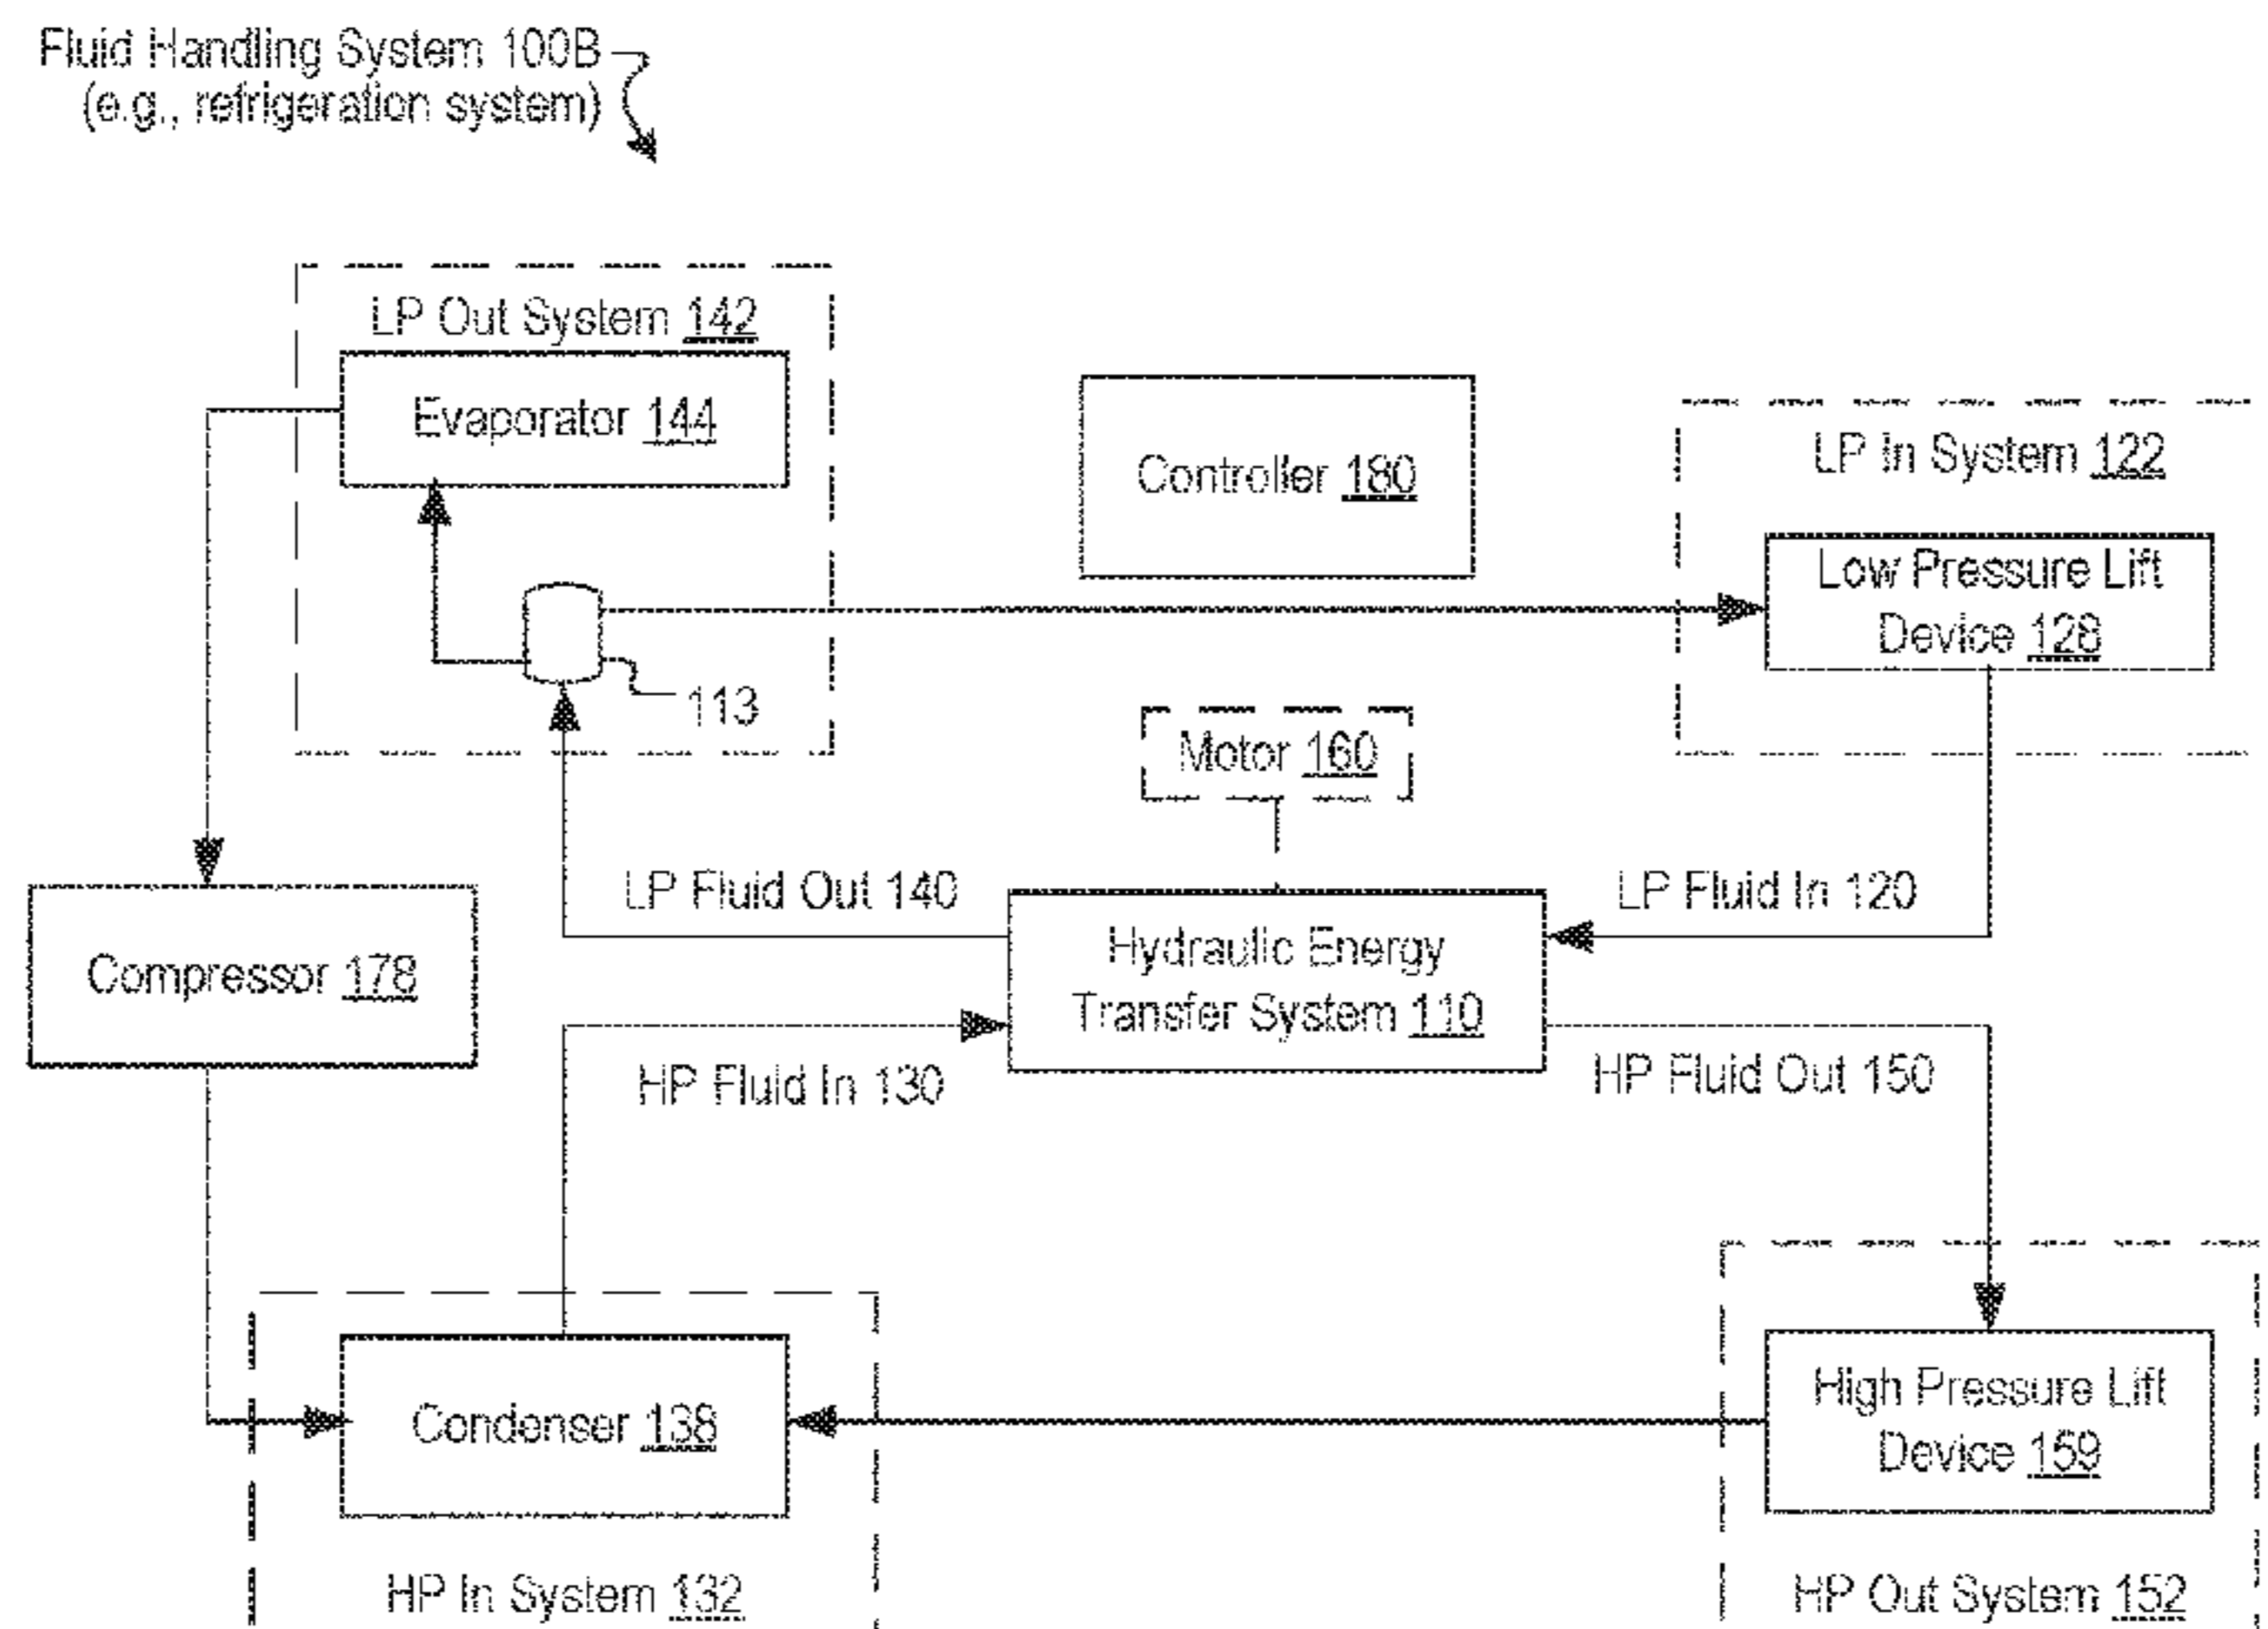 Fluid Handling System 100B
(e.g., refrigeration system)
LP Out System 142
Evaporator 144
Controller 180
LP In System 122
Low Pressure Lift
Device 128
113
Motor 160
LP Fluid Out 140
LP Fluid In 120
Compressor 178
Hydraulic Energy
Transfer System 110
HP Fluid In 130
HP Fluid Out 150
Condenser 138
High Pressure Lift
Device 159
HP In System 132
HP Out System 152